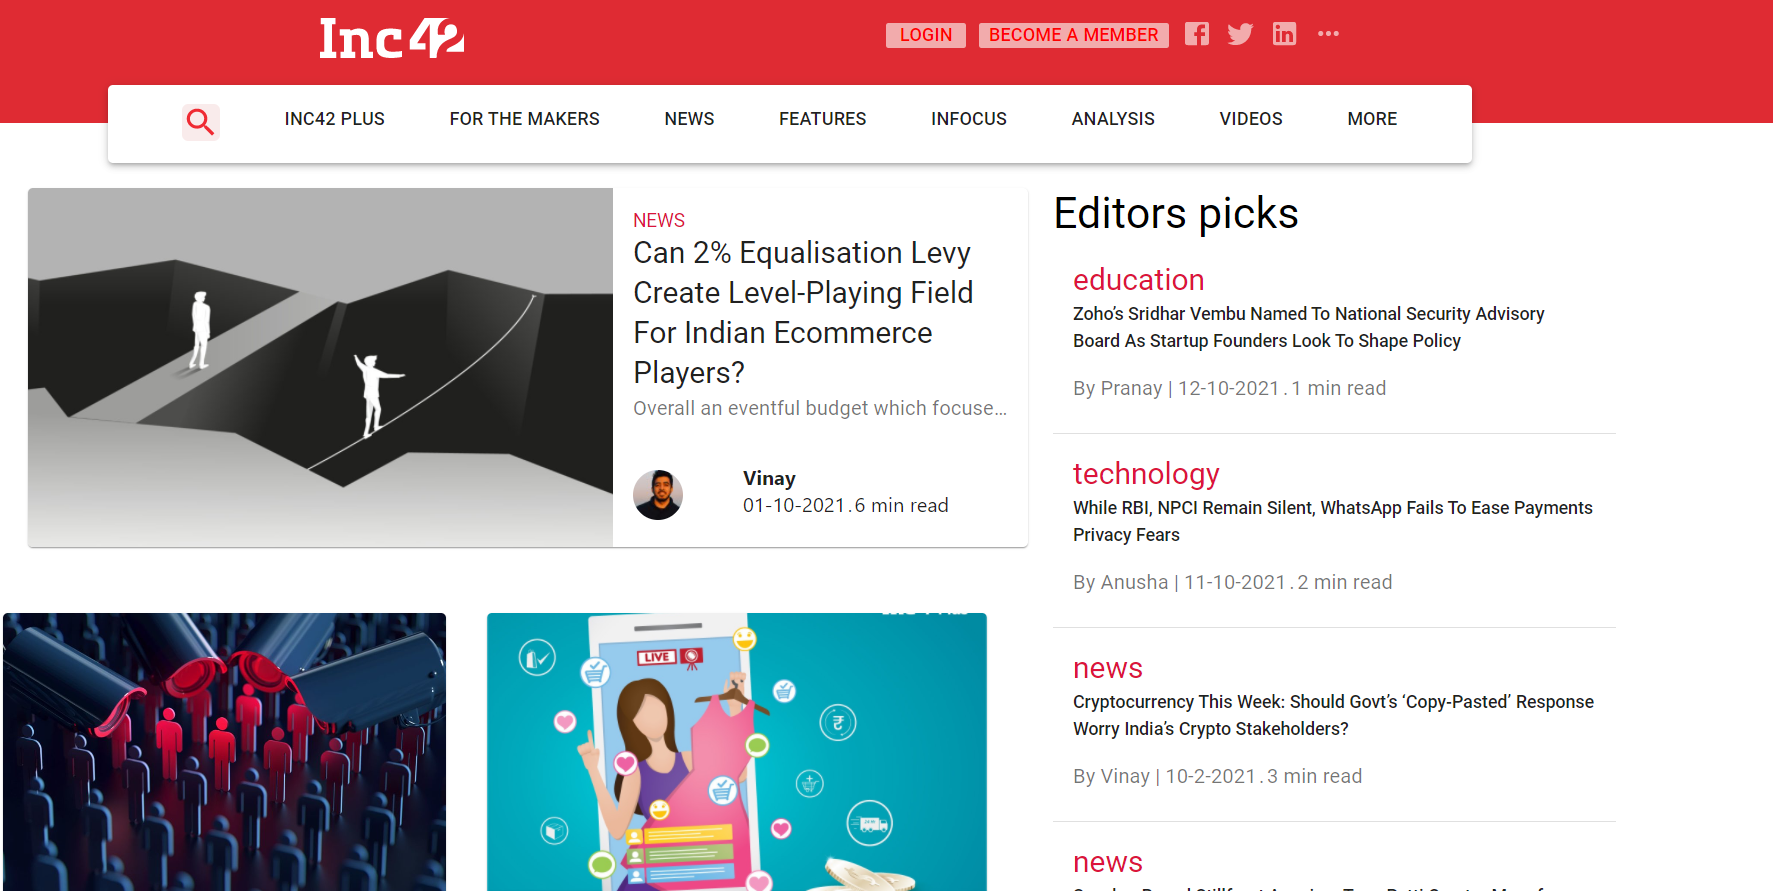 Inc42
LOGIN
BECOME A MEMBER
INC42 PLUS
FOR THE MAKERS
NEWS
FEATURES
INFOCUS
ANALYSIS
VIDEOS
MORE
NEWS
Can 2% Equalisation Levy
Create Level-Playing Field
For Indian Ecommerce
Players?
Overall an eventful budget which focuse...
Vinay
01-10-2021 . 6 min read
LIVE
Editors picks
education
Zoho’s Sridhar Vembu Named To National Security Advisory
Board As Startup Founders Look To Shape Policy
By Pranay | 12-10-2021 . 1 min read
technology
While RBI, NPCI Remain Silent, WhatsApp Fails To Ease Payments
Privacy Fears
By Anusha | 11-10-2021 . 2 min read
news
Cryptocurrency This Week: Should Govt’s ‘Copy-Pasted’ Response
Worry India’s Crypto Stakeholders?
By Vinay | 10-2-2021 . 3 min read
news